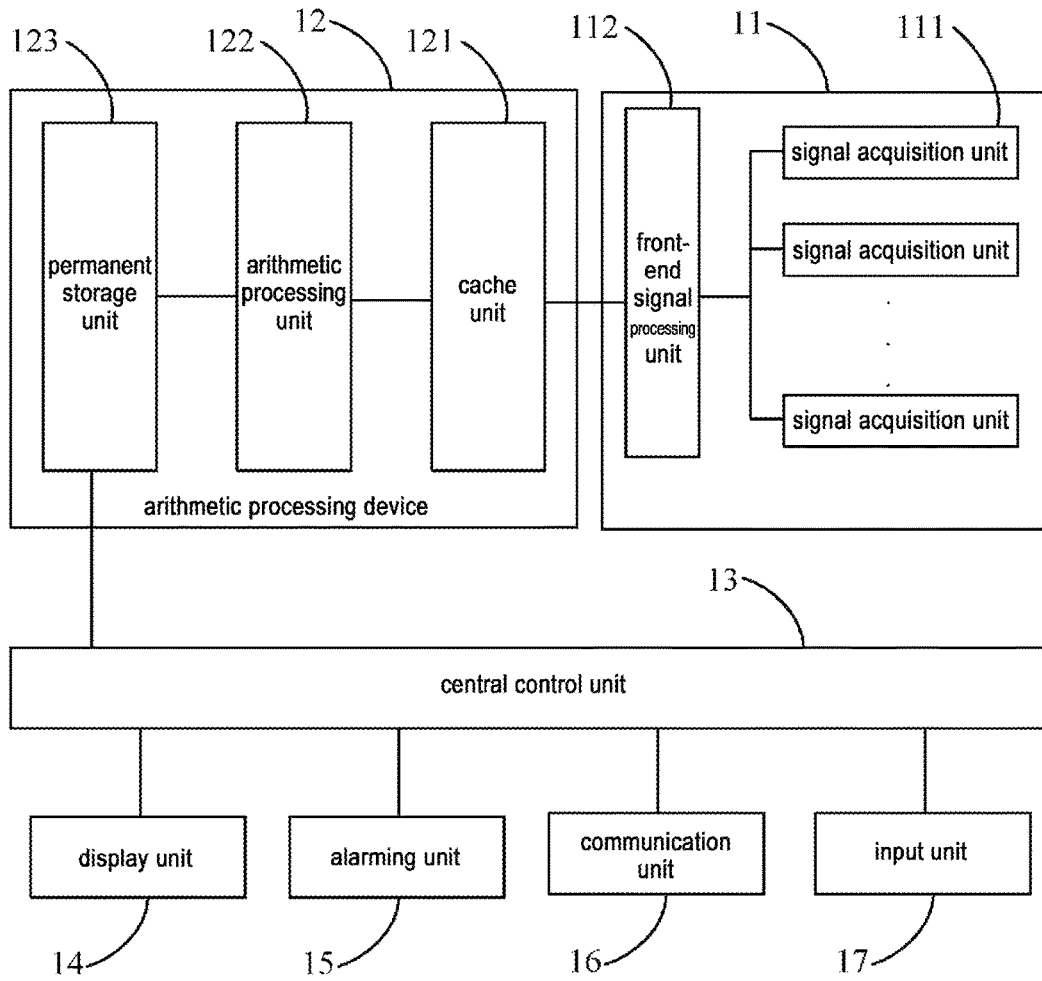 123
122
12
121
112
11
111
permanent
storage
unit
arithmetic
processing
unit
cache
unit
front-
end
signal
processing
unit
signal acquisition unit
signal acquisition unit
signal acquisition unit
arithmetic processing device
13
central control unit
display unit
alarming unit
communication
unit
input unit
14
15
16
17